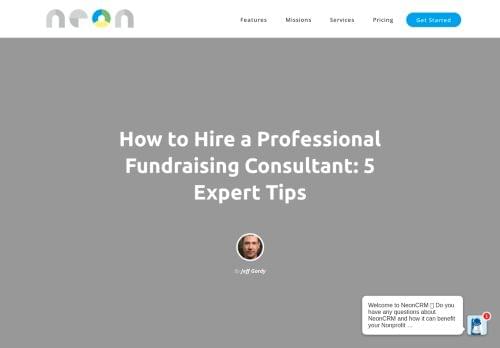 neon
Features Missions Services Pricing Get Started
How to Hire a Professional
Fundraising Consultant: 5
Expert Tips
By Jeff Gordy
Welcome to NeonCRM Do you
have any questions about
NeonCRM and how it can benefit
your Nonprofit ...
1